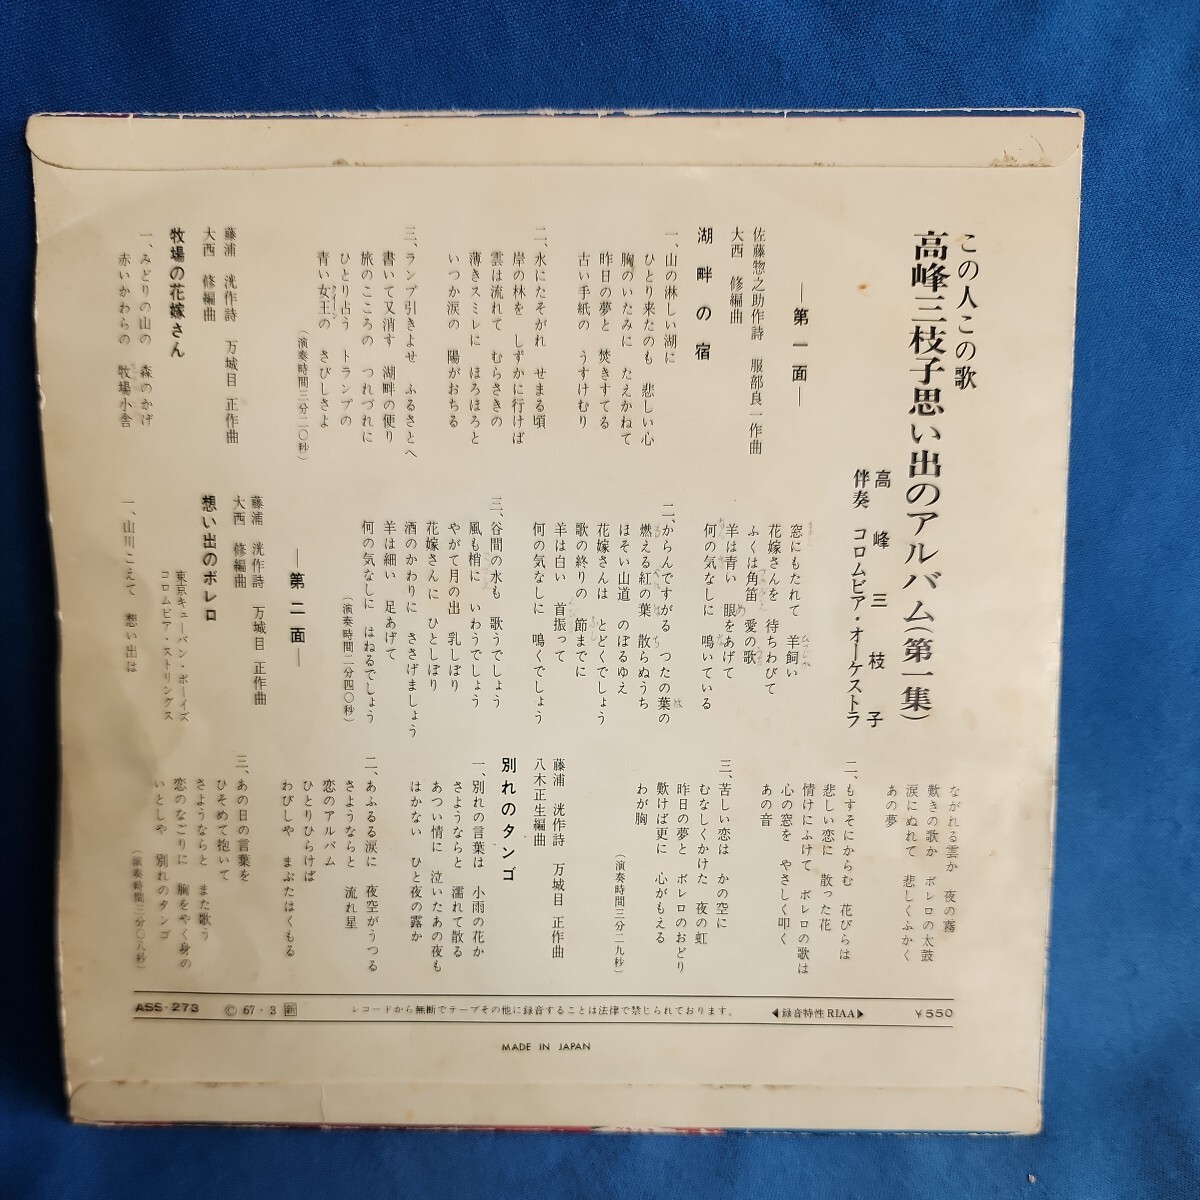 この人この歌
高峰三枝子思い出のアルバム(第一集)
高峰三枝子
伴奏 コロムビア・オーケストラ
―第一面―
佐藤惣之助作詩 服部良一作曲
大西 修編曲
湖畔の宿
一、山の淋しい湖に
ひとり来たのも 悲しい心
胸のいたみに たえかねて
昨日の夢と 焚きすてる
古い手紙の うすけむり
二、水にたそがれ せまる頃
岸の林を しずかに行けば
雲は流れて むらさきの
薄きスミレに ほろほろと
いつか涙の 陽がおちる
三、ランプ引きよせ ふるさとへ
書いて又消す 湖畔の便り
旅のこころの つれづれに
ひとり占う トランプの
青い女王の さびしさよ
(演奏時間三分二〇秒)
藤浦 洸作詩 万城目 正作曲
大西 修編曲
牧場の花嫁さん
一、みどりの山の 森のかげ
赤いかわらの 牧場小舎
窓にもたれて 羊飼い
花嫁さんを 待ちわびて
ふくは角笛 愛の歌
羊は青い 眼をあげて
何の気なしに 鳴いている
二、からんですがる つたの葉の
燃える紅の葉 散らぬうち
ほそい山道 のぼるゆえ
花嫁さんは とどくでしょう
歌の終りの 節までに
羊は白い 首振って
何の気なしに 鳴くでしょう
三、谷間の水も 歌うでしょう
風も梢に いわうでしょう
やがて月の出 乳しぼり
花嫁さんに ひとしぼり
酒のかわりに ささげましょう
羊は細い 足あげて
何の気なしに はねるでしょう
(演奏時間二分四〇秒)
―第二面―
藤浦 洸作詩 万城目 正作曲
大西 修編曲
想い出のボレロ
東京キューバン・ボーイズ
コロムビア・ストリングス
一、山川こえて 想い出は
ながれる雲か 夜の霧
歎きの歌か ボレロの太鼓
涙にぬれて 悲しくふかく
あの夢
二、もすそにからむ 花びらは
悲しい恋に 散った花
情けにふけて ボレロの歌は
心の窓を やさしく叩く
あの音
三、苦しい恋は かの空に
むなしくかけた 夜の虹
昨日の夢と ボレロのおどり
歎けば更に 心がもえる
わが胸
(演奏時間三分二九秒)
藤浦 洸作詩 万城目 正作曲
八木正生編曲
別れのタンゴ
一、別れの言葉は 小雨の花か
さようならと 濡れて散る
あつい情に 泣いたあの夜も
はかない ひと夜の露か
二、あふるる涙に 夜空がうつる
さようならと 流れ星
恋のアルバム
ひとりひらけば
わびしや まぶたはくもる
三、あの日の言葉を
ひそめて抱いて
さようならと また歌う
恋のなごりに 胸をやく身の
いとしや 別れのタンゴ
(演奏時間三分〇八秒)
ASS-273 Ⓒ 67・3 レコードから無断でテープその他に録音することは法律で禁じられております。 ◀録音特性RIAA▶ ¥550
MADE IN JAPAN